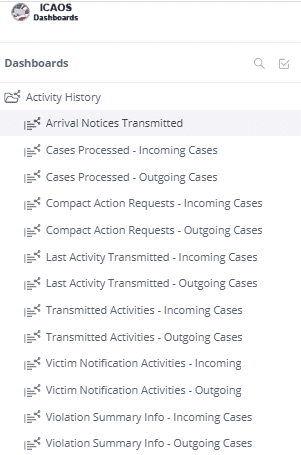 ICAOS
Dashboards
Dashboards
Activity History
Arrival Notices Transmitted
Cases Processed - Incoming Cases
Cases Processed - Outgoing Cases
Compact Action Requests - Incoming Cases
Compact Action Requests - Outgoing Cases
Last Activity Transmitted - Incoming Cases
Last Activity Transmitted - Outgoing Cases
Transmitted Activities - Incoming Cases
Transmitted Activities - Outgoing Cases
Victim Notification Activities - Incoming
Victim Notification Activities - Outgoing
Violation Summary Info - Incoming Cases
Violation Summary Info - Outgoing Cases